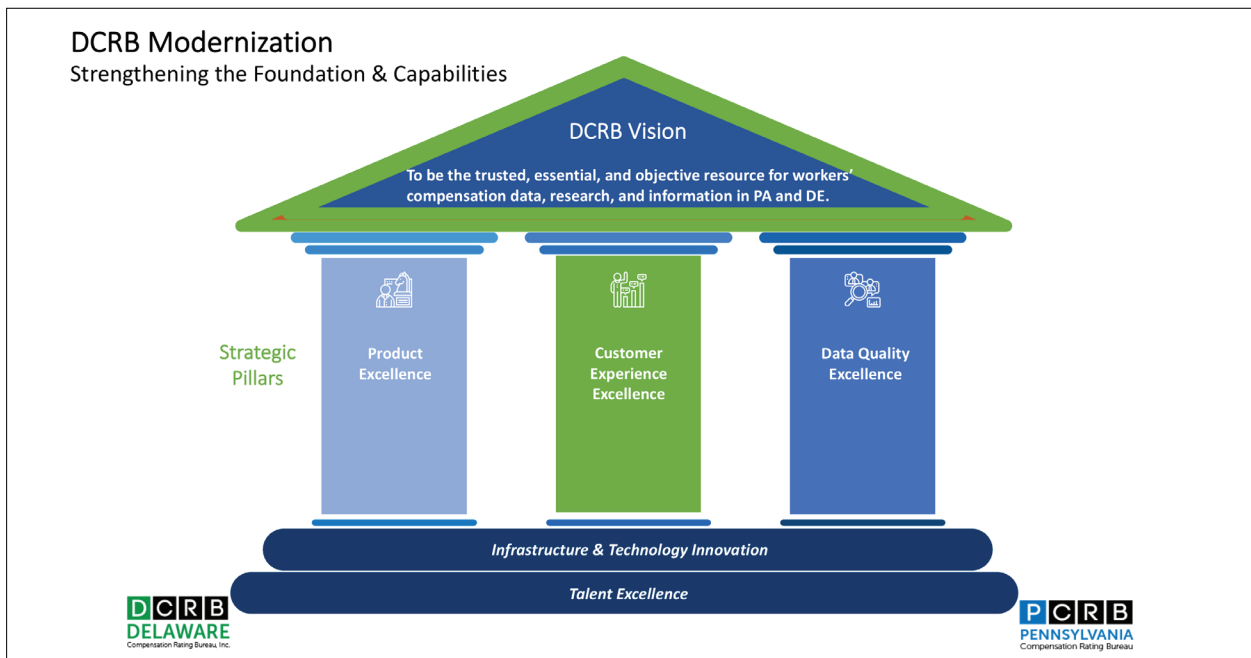 DCRB Modernization
Strengthening the Foundation & Capabilities
DCRB Vision
To be the trusted, essential, and objective resource for workers’
compensation data, research, and information in PA and DE.
Strategic
Pillars
Product
Excellence
Customer
Experience
Excellence
Data Quality
Excellence
Infrastructure & Technology Innovation
Talent Excellence
DCRB
DELAWARE
Compensation Rating Bureau, Inc.
PCRB
PENNSYLVANIA
Compensation Rating Bureau